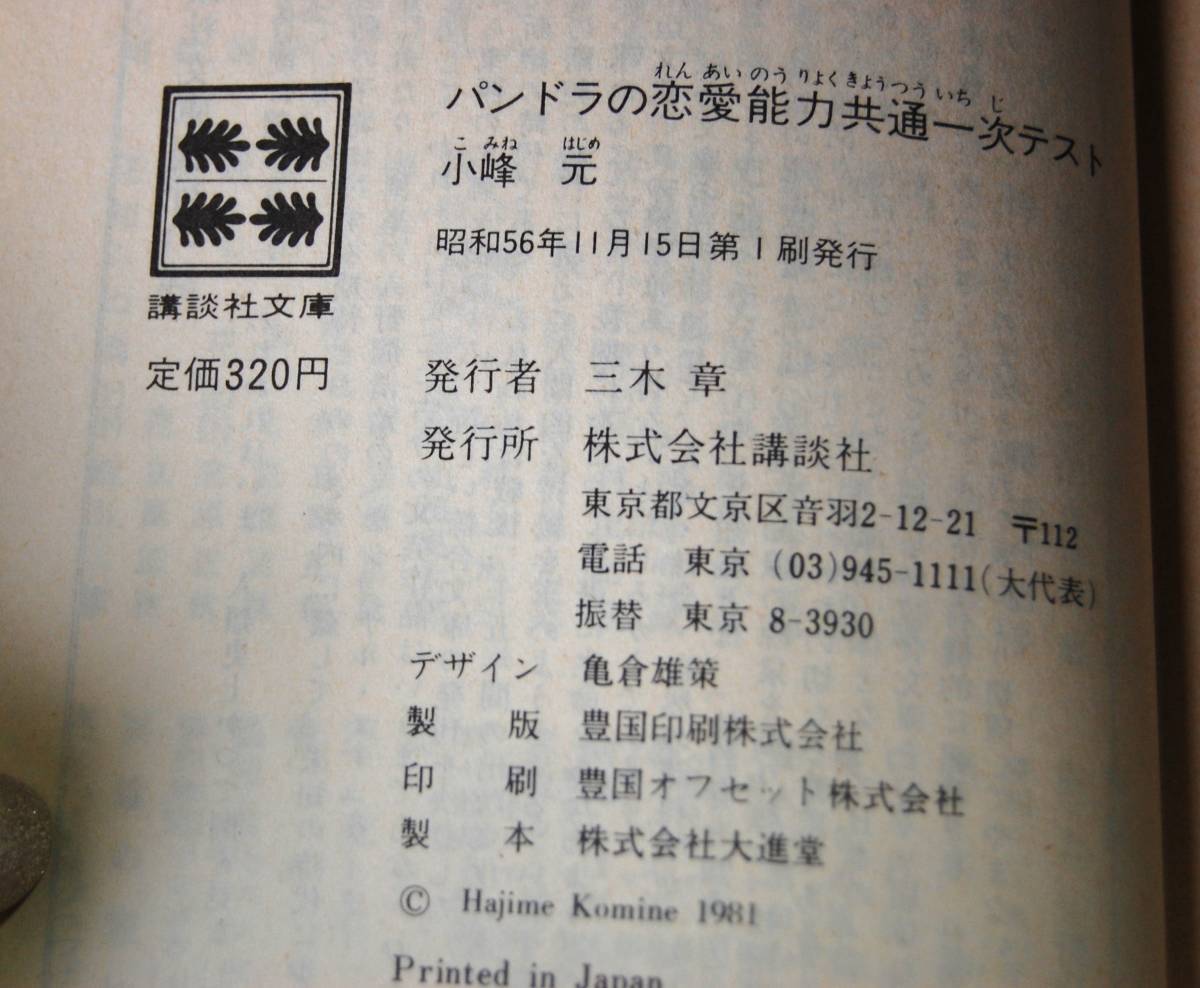 れんあいのうりょくきょうつういちじ
パンドラの恋愛能力共通一次テスト
こみね はじめ
小峰 元
昭和56年11月15日第1刷発行
講談社文庫
定価320円
発行者 三木 章
発行所 株式会社講談社
東京都文京区音羽2-12-21 〒112
電話 東京 (03)945-1111(大代表)
振替 東京 8-3930
デザイン 亀倉雄策
製版 豊国印刷株式会社
印刷 豊国オフセット株式会社
製本 株式会社大進堂
© Hajime Komine 1981
Printed in Japan